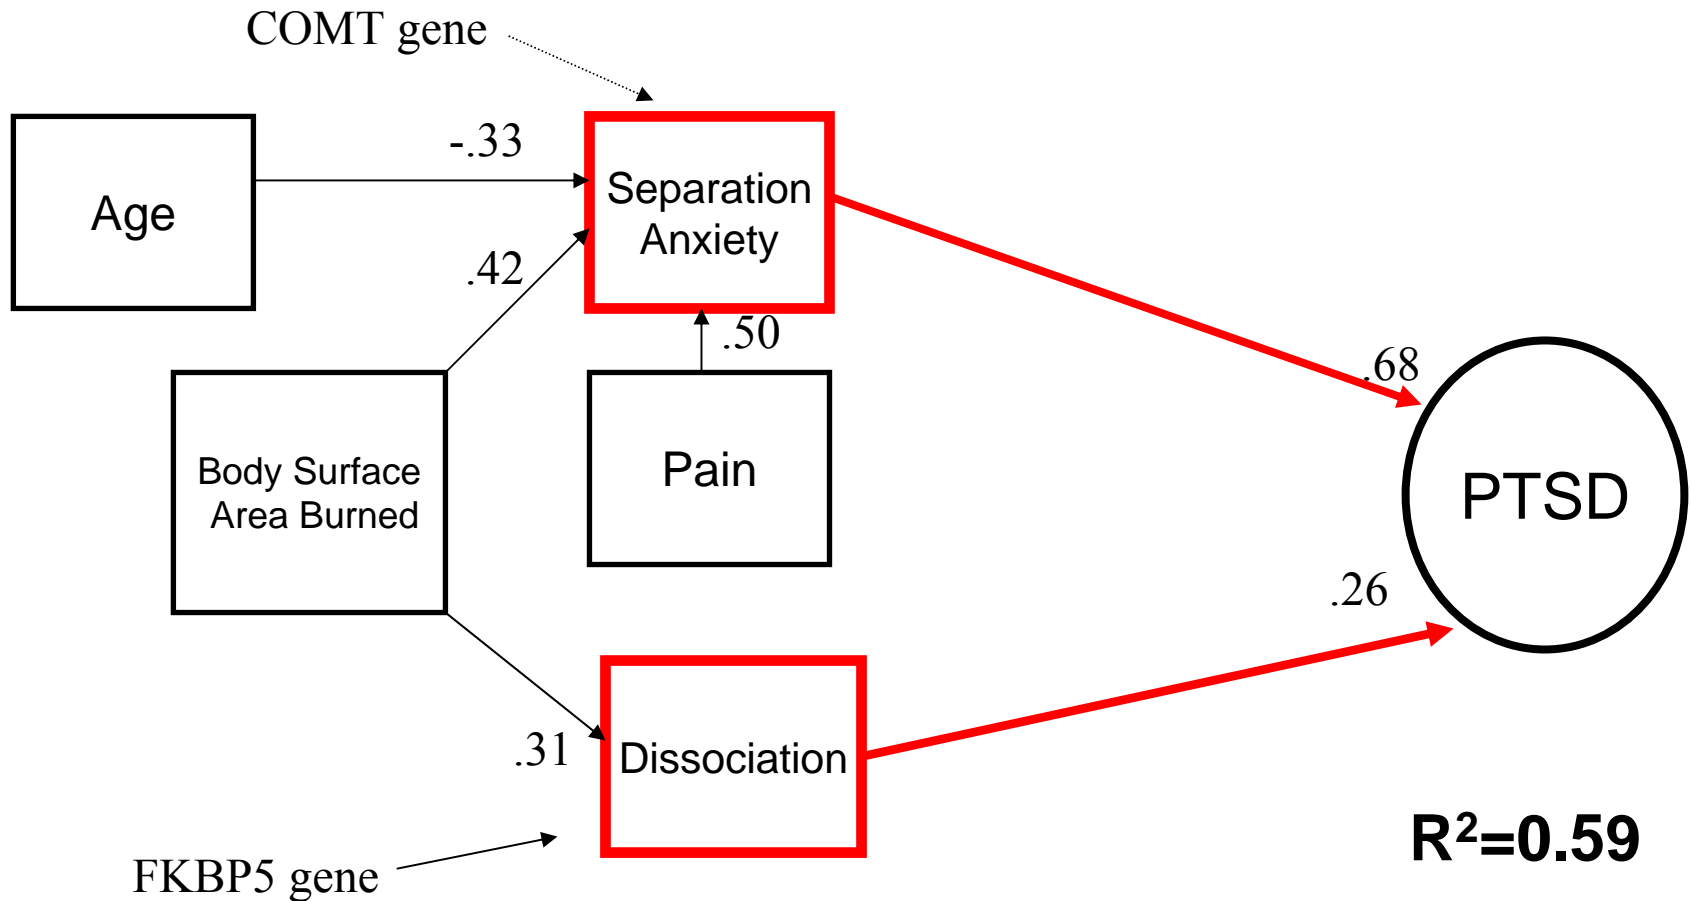 COMT gene
-.33
Age
Separation
Anxiety
.42
.50
.68
Body Surface
Area Burned
Pain
PTSD
.26
.31
Dissociation
R²=0.59
FKBP5 gene